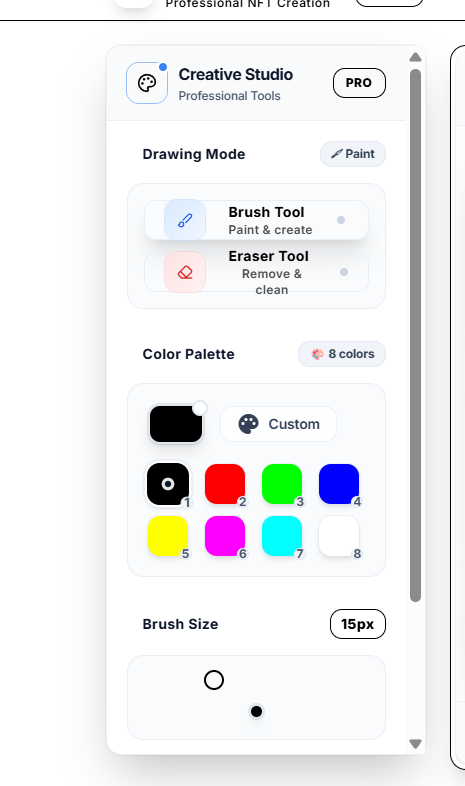 Professional NFT Creation
Creative Studio
Professional Tools
PRO
Drawing Mode
Paint
Brush Tool
Paint & create
Eraser Tool
Remove &
clean
Color Palette
8 colors
Custom
1
2
3
4
5
6
7
8
Brush Size
15px